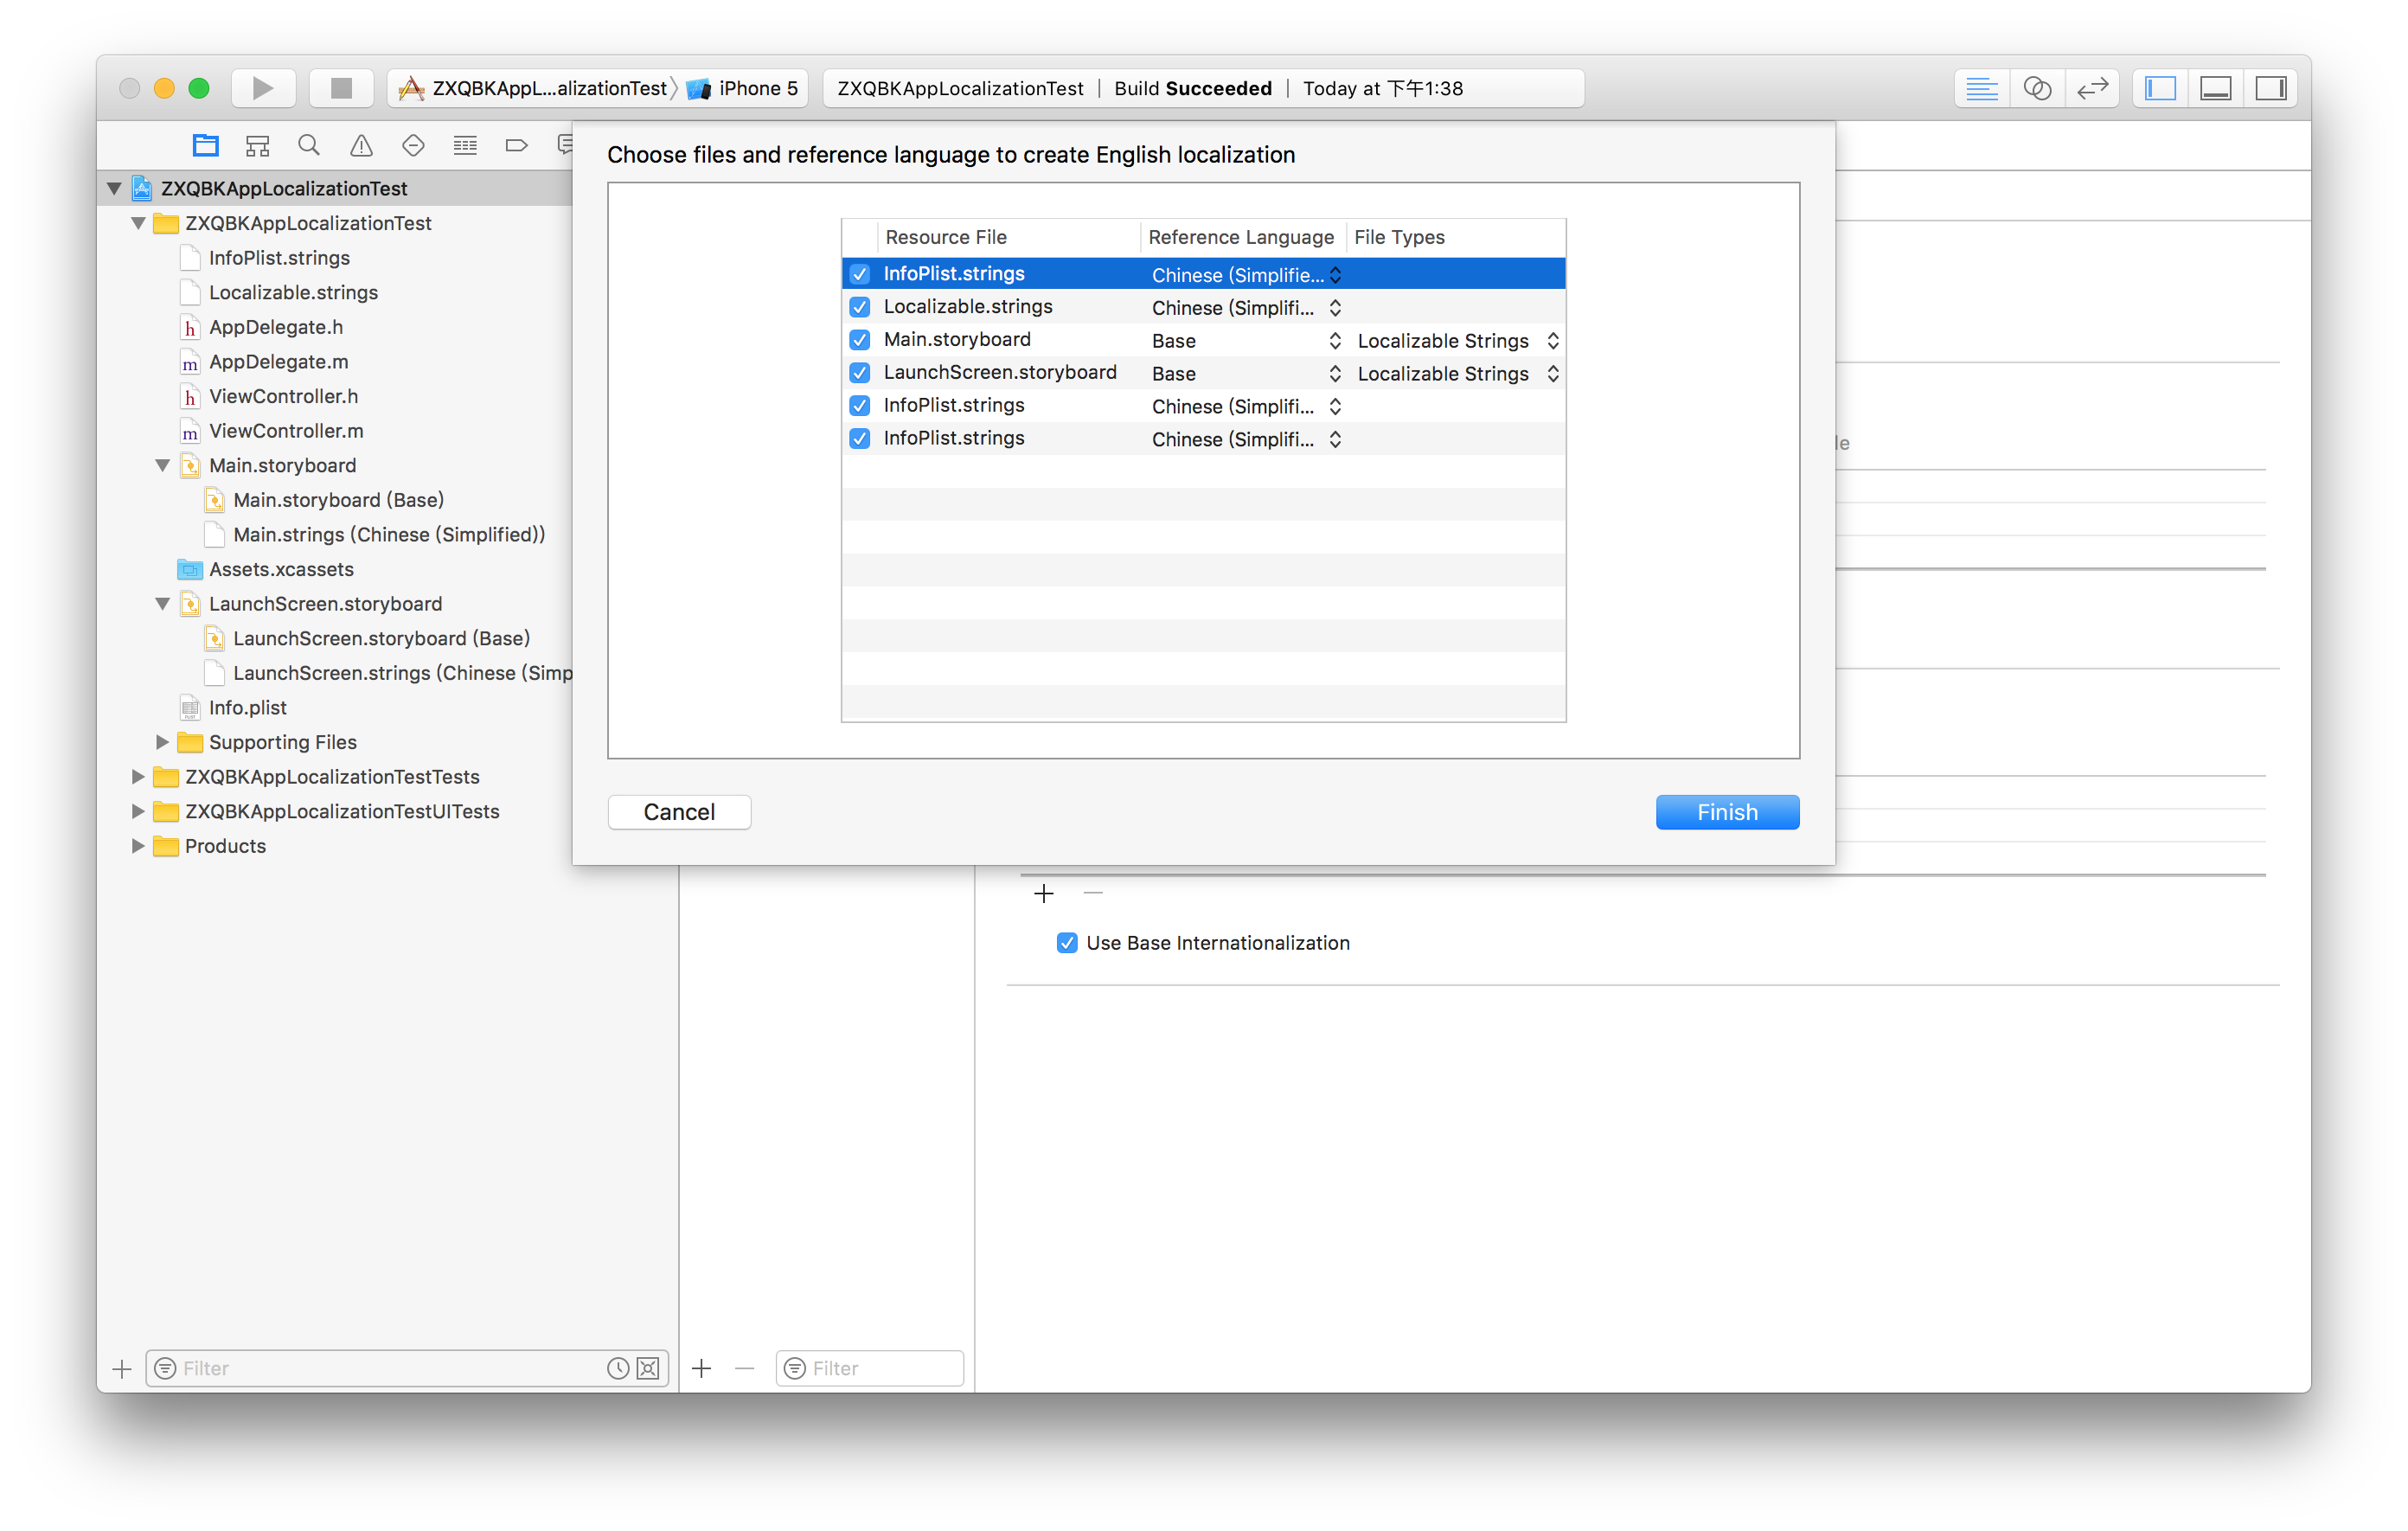 ZXQBKAppL...alizationTest
iPhone 5
ZXQBKAppLocalizationTest | Build Succeeded | Today at 下午1:38
Choose files and reference language to create English localization
ZXQBKAppLocalizationTest
ZXQBKAppLocalizationTest
InfoPlist.strings
Localizable.strings
AppDelegate.h
AppDelegate.m
ViewController.h
ViewController.m
Main.storyboard
Main.storyboard (Base)
Main.strings (Chinese (Simplified))
Assets.xcassets
LaunchScreen.storyboard
LaunchScreen.storyboard (Base)
LaunchScreen.strings (Chinese (Simp
Info.plist
Supporting Files
ZXQBKAppLocalizationTestTests
ZXQBKAppLocalizationTestUITests
Products
Resource File Reference Language File Types
InfoPlist.strings Chinese (Simplifie...
Localizable.strings Chinese (Simplifi...
Main.storyboard Base Localizable Strings
LaunchScreen.storyboard Base Localizable Strings
InfoPlist.strings Chinese (Simplifi...
InfoPlist.strings Chinese (Simplifi...
le
Cancel
Finish
Use Base Internationalization
Filter
Filter